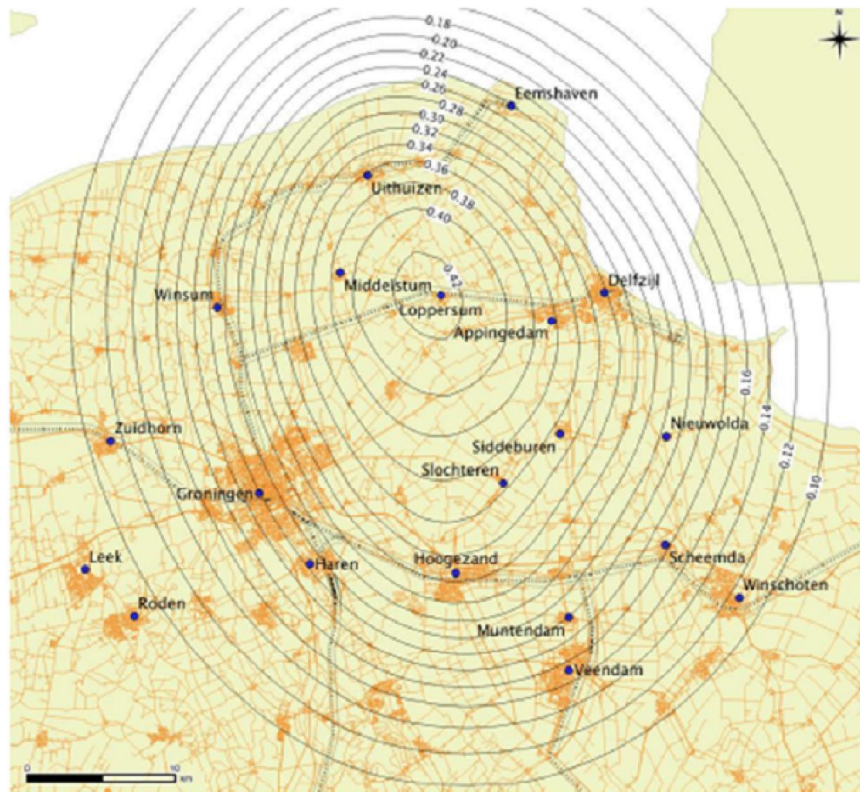 N
0.18
0.20
0.22
0.24
0.26
0.28
0.30
0.32
0.34
0.36
0.38
0.40
0.42
Eemshaven
Uithuizen
Middelstum
Delfzijl
Winsum
Loppersum
Appingedam
0.16
0.14
0.12
0.10
Zuidhorn
Nieuwolda
Siddeburen
Slochteren
Groningen
Leek
Haren
Hoogezand
Scheemda
Winschoten
Roden
Muntendam
Veendam
0
10
km